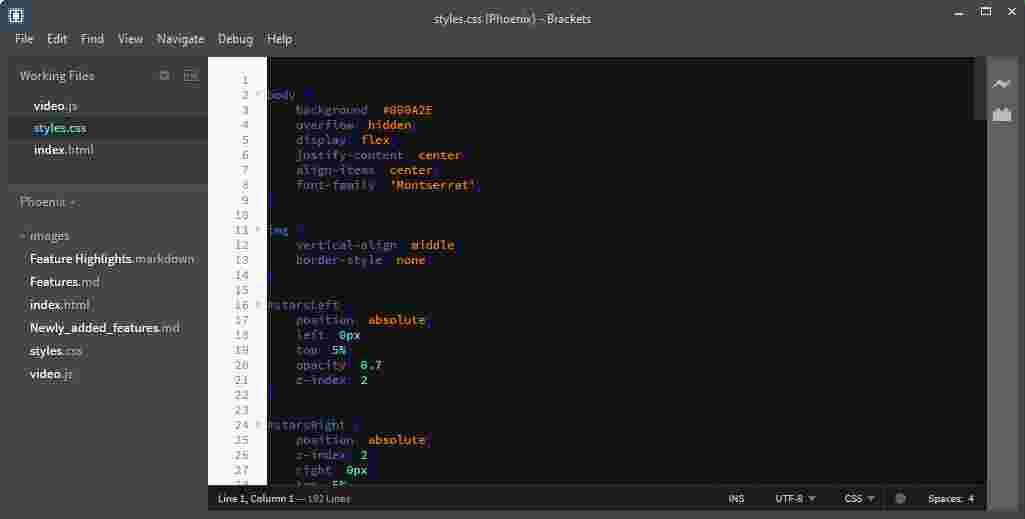 styles.css (Phoenix) - Brackets
File Edit Find View Navigate Debug Help
Working Files
video.js
styles.css
index.html
Phoenix
images
Feature Highlights.markdown
Features.md
index.html
Newly_added_features.md
styles.css
video.js
1
2 body {
3 background #000A2E
4 overflow hidden
5 display flex
6 justify-content center
7 align-items center
8 font-family 'Montserrat';
9 }
10
11 img {
12 vertical-align middle
13 border-style none
14 }
15
16 #starsLeft
17 position absolute
18 left 0px
19 top 5%
20 opacity 0.7
21 z-index 2
22 }
23
24 #starsRight {
25 position absolute
26 z-index 2
27 right 0px
28 top 5%
Line 1, Column 1 — 192 Lines INS UTF-8 CSS Spaces: 4